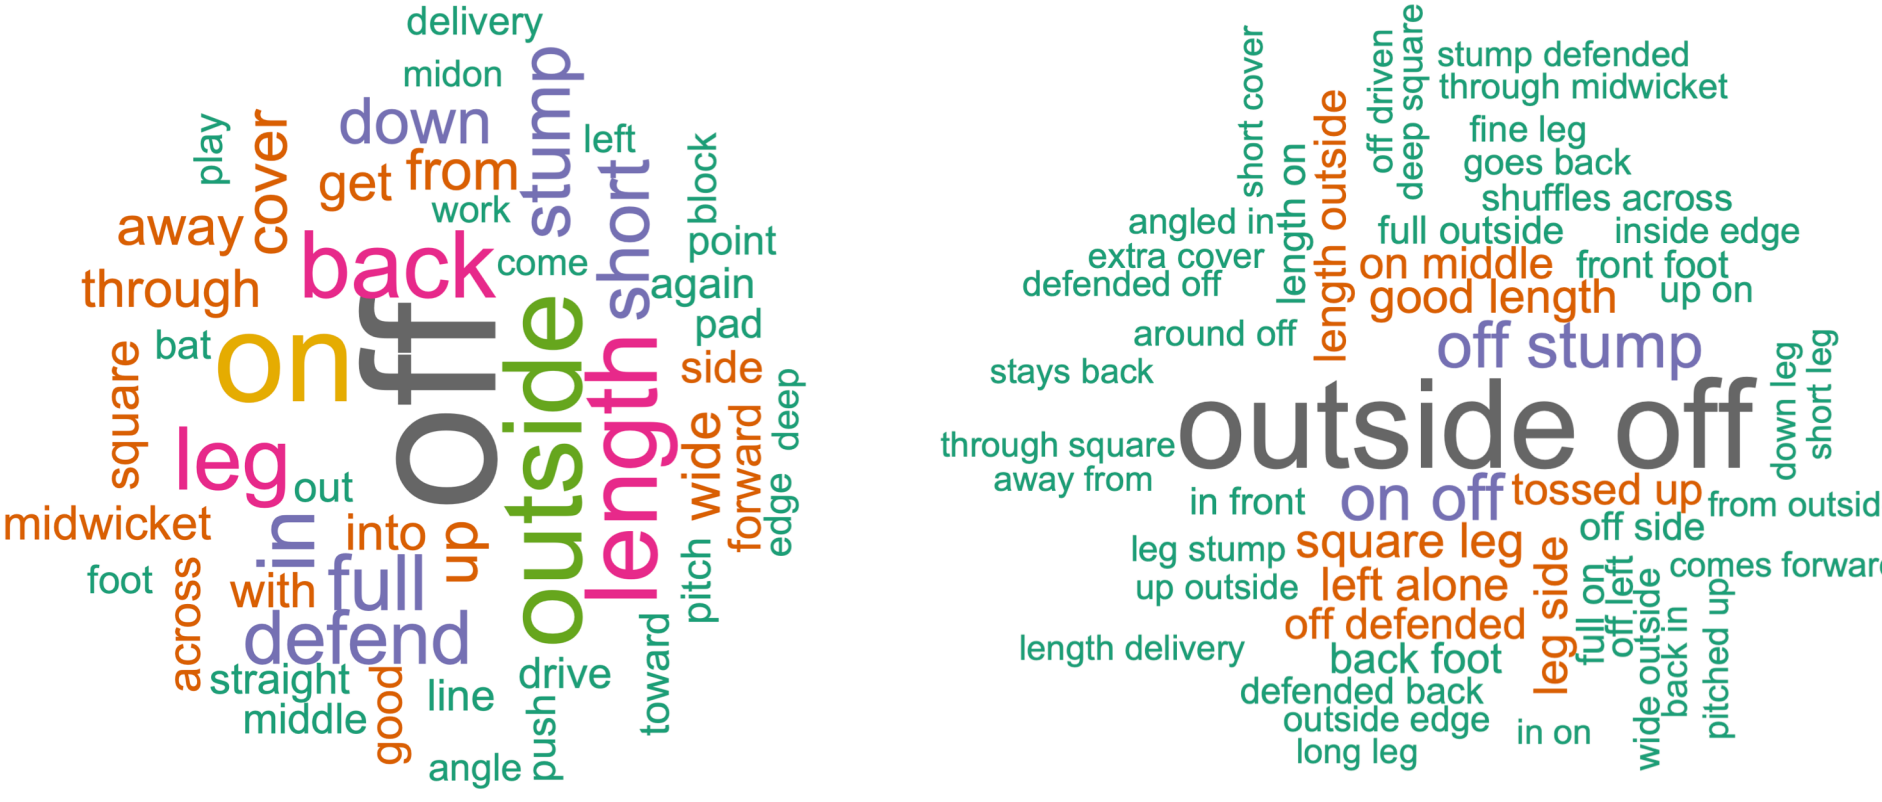 delivery
midon
down
stump
left
play
cover
get
from
work
short
block
away
back
come
point
through
again
off
outside
pad
bat
on
length
side
square
deep
leg
out
wide
forward
edge
midwicket
in
into
up
foot
across
with
full
pitch
defend
toward
straight
good
line
drive
middle
push
angle
short cover
off driven
deep square
stump defended
through midwicket
length outside
fine leg
goes back
length on
shuffles across
angled in
full outside
inside edge
extra cover
on middle
front foot
defended off
good length
up on
around off
off stump
stays back
down leg
short leg
outside off
through square
away from
in front
on off
tossed up
from outsid
off side
leg stump
square leg
comes forwar
up outside
left alone
leg side
full on
off left
wide outside
back in
pitched up
off defended
length delivery
back foot
defended back
outside edge
in on
long leg